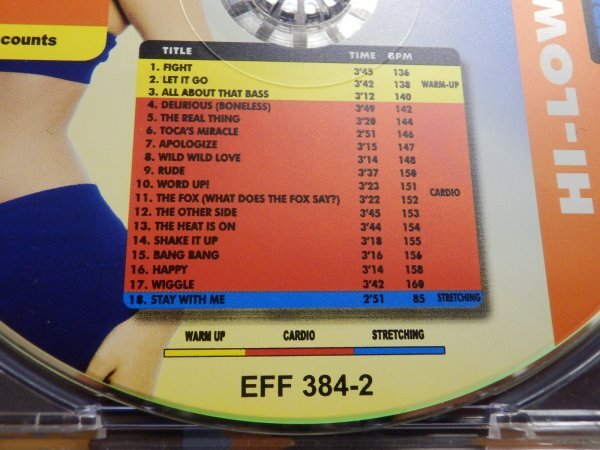 counts
TITLE TIME BPM
1. FIGHT 3'45 136
2. LET IT GO 3'42 138 WARM-UP
3. ALL ABOUT THAT BASS 3'12 140
4. DELIRIOUS (BONELESS) 3'49 142
5. THE REAL THING 3'20 144
6. TOCA'S MIRACLE 2'51 146
7. APOLOGIZE 3'15 147
8. WILD WILD LOVE 3'14 148
9. RUDE 3'37 150
10. WORD UP! 3'23 151 CARDIO
11. THE FOX (WHAT DOES THE FOX SAY?) 3'22 152
12. THE OTHER SIDE 3'45 153
13. THE HEAT IS ON 3'44 154
14. SHAKE IT UP 3'18 155
15. BANG BANG 3'16 156
16. HAPPY 3'14 158
17. WIGGLE 3'42 160
18. STAY WITH ME 2'51 85 STRETCHING
WARM UP CARDIO STRETCHING
EFF 384-2
HI-LOW